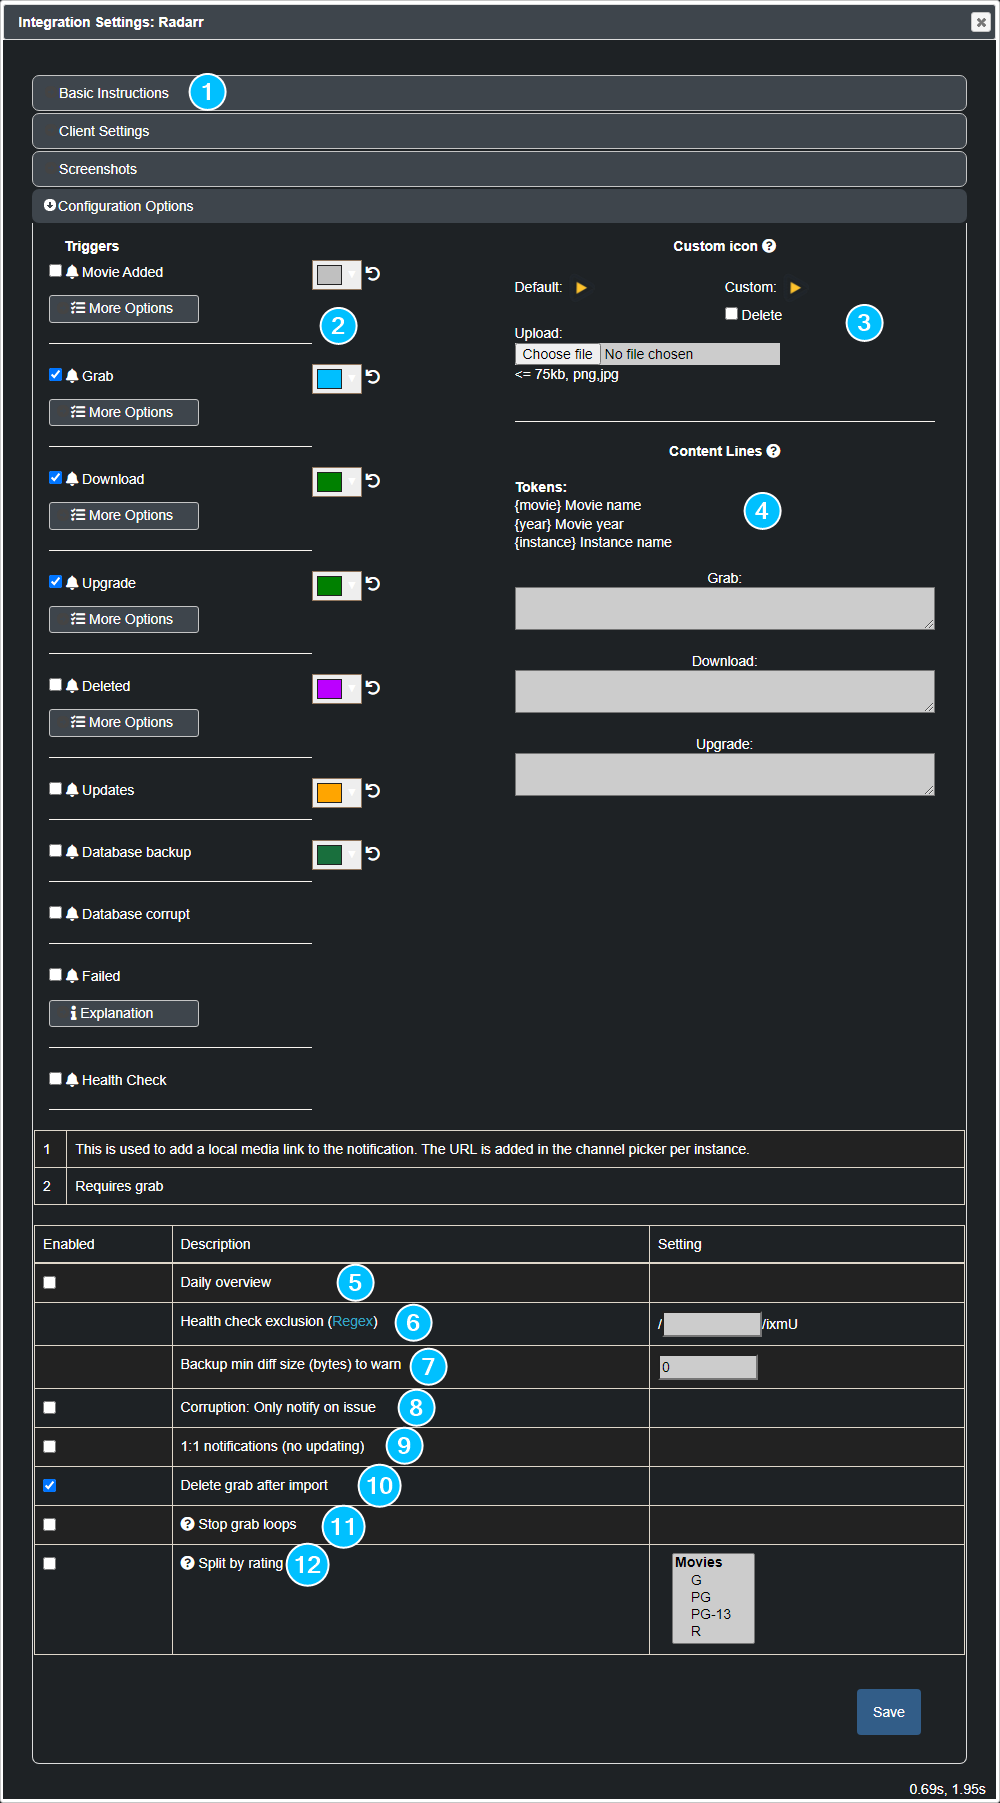 Integration Settings: Radarr
Basic Instructions 1
Client Settings
Screenshots
Configuration Options
Triggers
Movie Added
More Options
2
Grab
More Options
Download
More Options
Upgrade
More Options
Deleted
More Options
Updates
Database backup
Database corrupt
Failed
Explanation
Health Check
Custom icon
Default:
Custom:
Delete
3
Upload:
Choose file No file chosen
<= 75kb, png,jpg
Content Lines
Tokens:
{movie} Movie name
{year} Movie year
{instance} Instance name
4
Grab:
Download:
Upgrade:
1 This is used to add a local media link to the notification. The URL is added in the channel picker per instance.
2 Requires grab
Enabled Description Setting
Daily overview 5
Health check exclusion (Regex) 6 / /ixmU
Backup min diff size (bytes) to warn 7 0
Corruption: Only notify on issue 8
1:1 notifications (no updating) 9
Delete grab after import 10
Stop grab loops 11
Split by rating 12
Movies
G
PG
PG-13
R
Save
0.69s, 1.95s